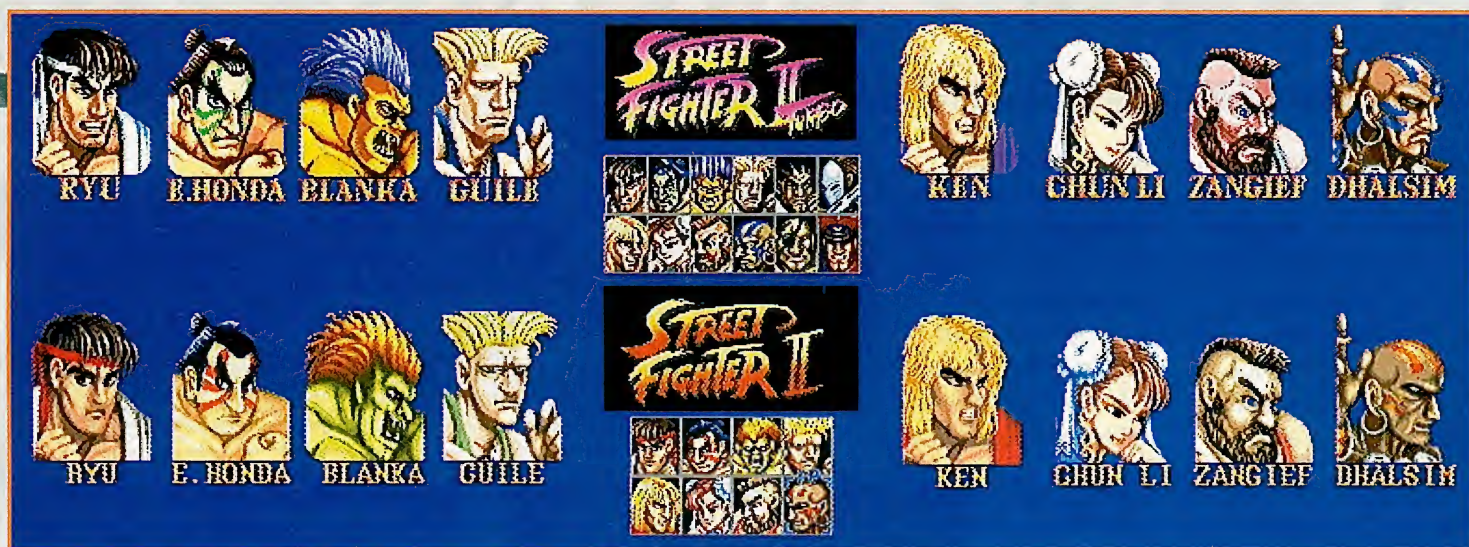 STREET
FIGHTER II
TURBO
RYU E.HONDA BLANKA GUILE
KEN CHUN LI ZANGIEF DHALSIM
STREET
FIGHTER II
RYU E. HONDA BLANKA GUILE
KEN CHUN LI ZANGIEF DHALSIM